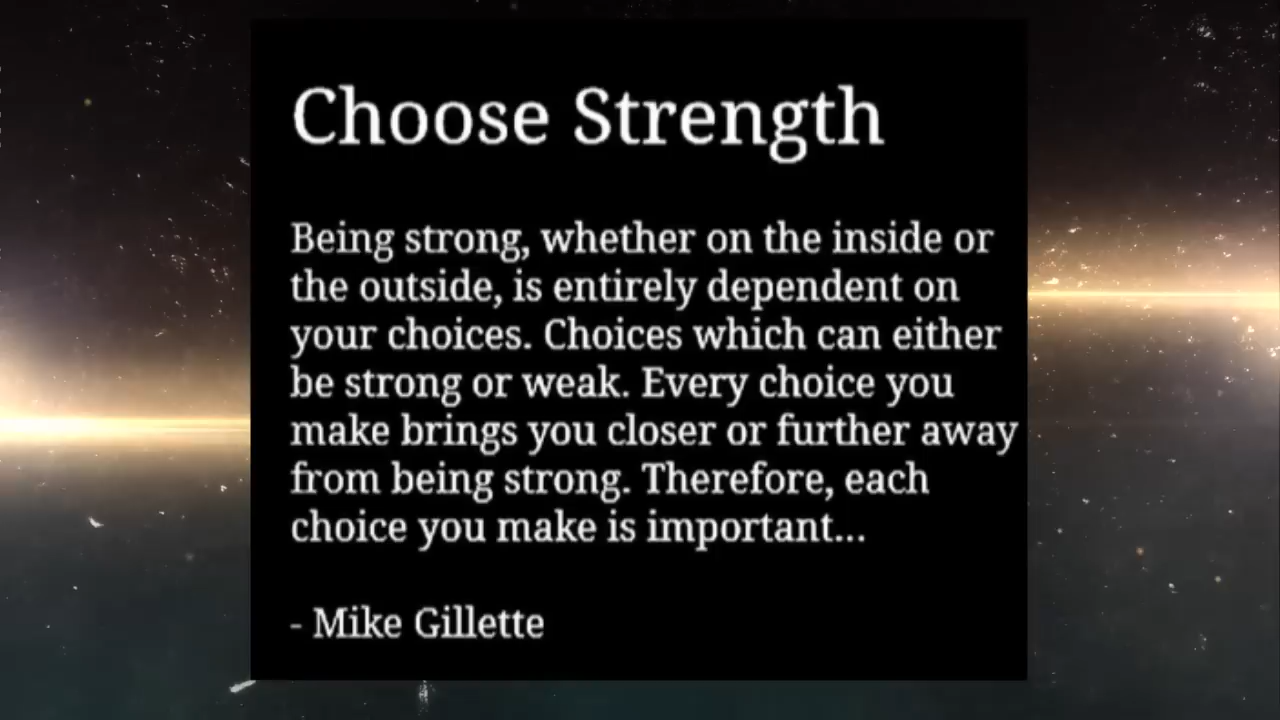 Choose Strength
Being strong, whether on the inside or
the outside, is entirely dependent on
your choices. Choices which can either
be strong or weak. Every choice you
make brings you closer or further away
from being strong. Therefore, each
choice you make is important...
- Mike Gillette